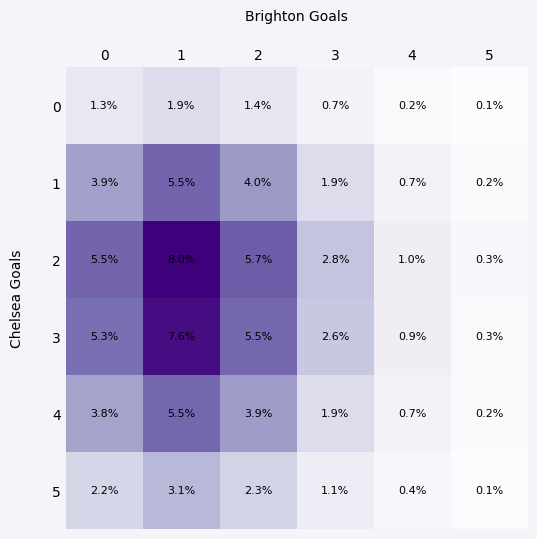 Brighton Goals
0 1 2 3 4 5
0 1.3% 1.9% 1.4% 0.7% 0.2% 0.1%
1 3.9% 5.5% 4.0% 1.9% 0.7% 0.2%
2 5.5% 8.0% 5.7% 2.8% 1.0% 0.3%
3 5.3% 7.6% 5.5% 2.6% 0.9% 0.3%
4 3.8% 5.5% 3.9% 1.9% 0.7% 0.2%
5 2.2% 3.1% 2.3% 1.1% 0.4% 0.1%
Chelsea Goals